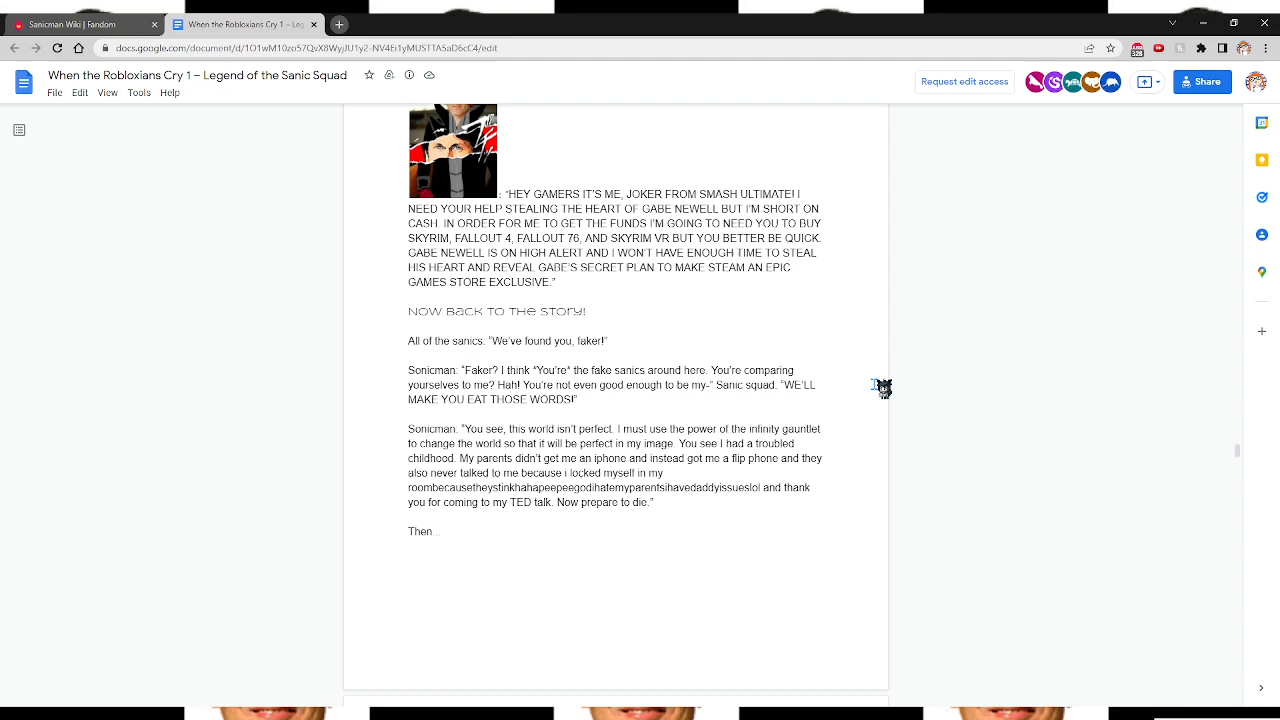 Sanicman Wiki | Fandom
When the Robloxians Cry 1 – Leg
docs.google.com/document/d/1O1wM10zo57QvX8WyjJU1y2-NV4Ei1yMUSTTA5aD6cC4/edit
When the Robloxians Cry 1 – Legend of the Sanic Squad
File Edit View Tools Help
Request edit access
Share
: “HEY GAMERS IT’S ME, JOKER FROM SMASH ULTIMATE! I
NEED YOUR HELP STEALING THE HEART OF GABE NEWELL BUT I’M SHORT ON
CASH. IN ORDER FOR ME TO GET THE FUNDS I’M GOING TO NEED YOU TO BUY
SKYRIM, FALLOUT 4, FALLOUT 76, AND SKYRIM VR BUT YOU BETTER BE QUICK.
GABE NEWELL IS ON HIGH ALERT AND I WON’T HAVE ENOUGH TIME TO STEAL
HIS HEART AND REVEAL GABE’S SECRET PLAN TO MAKE STEAM AN EPIC
GAMES STORE EXCLUSIVE.”
Now back to the story!
All of the sanics: “We’ve found you, faker!”
Sonicman: “Faker? I think *You’re* the fake sanics around here. You’re comparing
yourselves to me? Hah! You’re not even good enough to be my-” Sanic squad: “WE’LL
MAKE YOU EAT THOSE WORDS!”
Sonicman: “You see, this world isn’t perfect. I must use the power of the infinity gauntlet
to change the world so that it will be perfect in my image. You see I had a troubled
childhood. My parents didn’t get me an iphone and instead got me a flip phone and they
also never talked to me because i locked myself in my
roombecausetheystinkhahapeepeegodihatemyparentsihavedaddyissueslol and thank
you for coming to my TED talk. Now prepare to die.”
Then...